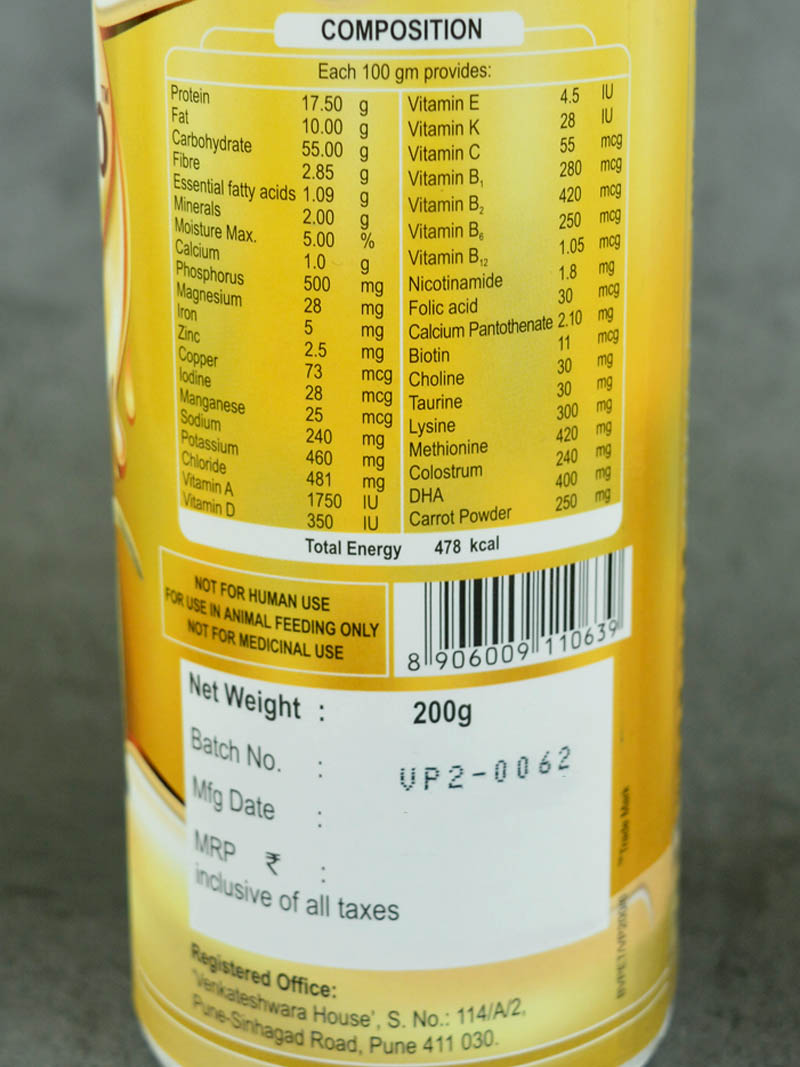 COMPOSITION
Each 100 gm provides:
Protein 17.50 g
Fat 10.00 g
Carbohydrate 55.00 g
Fibre 2.85 g
Essential fatty acids 1.09 g
Minerals 2.00 g
Moisture Max. 5.00 %
Calcium 1.0 g
Phosphorus 500 mg
Magnesium 28 mg
Iron 5 mg
Zinc 2.5 mg
Copper 73 mcg
Iodine 28 mcg
Manganese 25 mcg
Sodium 240 mg
Potassium 460 mg
Chloride 481 mg
Vitamin A 1750 IU
Vitamin D 350 IU
Vitamin E 4.5 IU
Vitamin K 28 IU
Vitamin C 55 mcg
Vitamin B₁ 280 mcg
Vitamin B₂ 420 mcg
Vitamin B₆ 250 mcg
Vitamin B₁₂ 1.05 mcg
Nicotinamide 1.8 mg
Folic acid 30 mcg
Calcium Pantothenate 2.10 mg
Biotin 11 mcg
Choline 30 mg
Taurine 30 mg
Lysine 300 mg
Methionine 420 mg
Colostrum 240 mg
DHA 400 mg
Carrot Powder 250 mg
Total Energy 478 kcal
NOT FOR HUMAN USE
FOR USE IN ANIMAL FEEDING ONLY
NOT FOR MEDICINAL USE
8 906009 110639
Net Weight : 200g
Batch No. : VP2-0062
Mfg Date :
MRP ₹ :
inclusive of all taxes
™Trade Mark
Registered Office:
'Venkateshwara House', S. No.: 114/A/2,
Pune-Sinhagad Road, Pune 411 030.